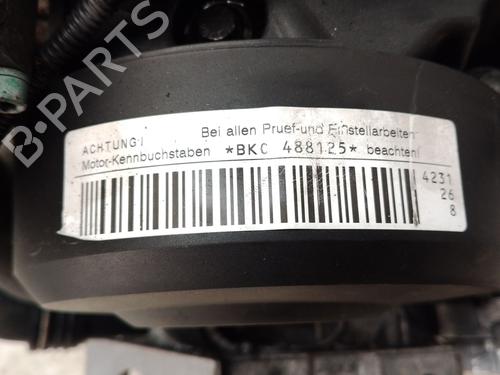 B-PARTS
ACHTUNG! Bei allen Pruef-und Einstellarbeiten
Motor-Kennbuchstaben *BKC 488125* beachten!
4231
26
8